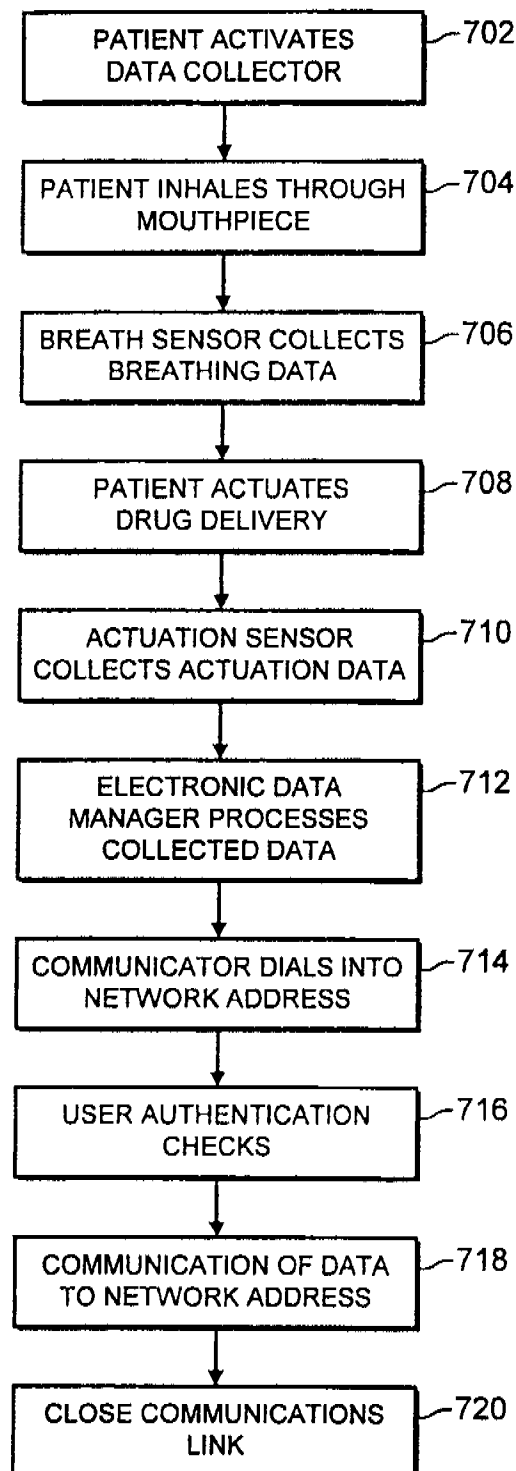 PATIENT ACTIVATES
DATA COLLECTOR
702
PATIENT INHALES THROUGH
MOUTHPIECE
704
BREATH SENSOR COLLECTS
BREATHING DATA
706
PATIENT ACTUATES
DRUG DELIVERY
708
ACTUATION SENSOR
COLLECTS ACTUATION DATA
710
ELECTRONIC DATA
MANAGER PROCESSES
COLLECTED DATA
712
COMMUNICATOR DIALS INTO
NETWORK ADDRESS
714
USER AUTHENTICATION
CHECKS
716
COMMUNICATION OF DATA
TO NETWORK ADDRESS
718
CLOSE COMMUNICATIONS
LINK
720